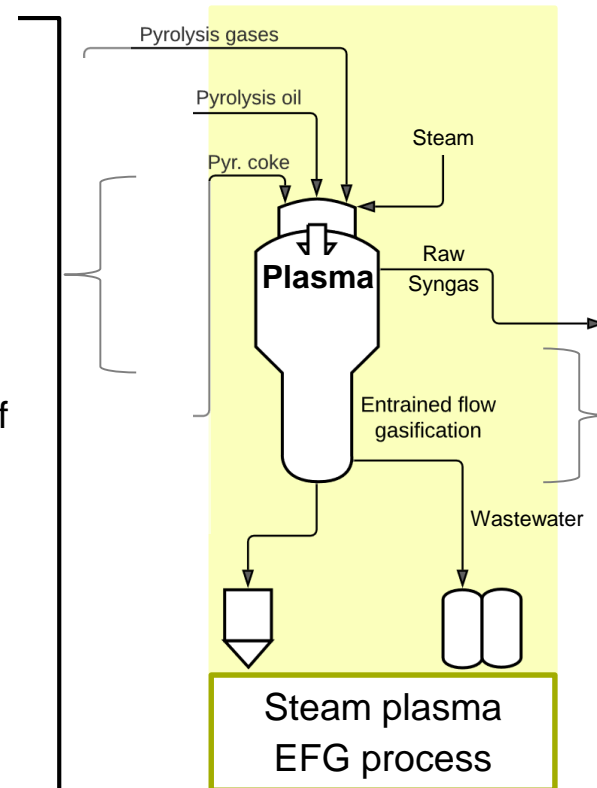 Pyrolysis gases
Pyrolysis oil
Steam
Pyr. coke
Plasma
Raw
Syngas
f
Entrained flow
gasification
Wastewater
Steam plasma
EFG process